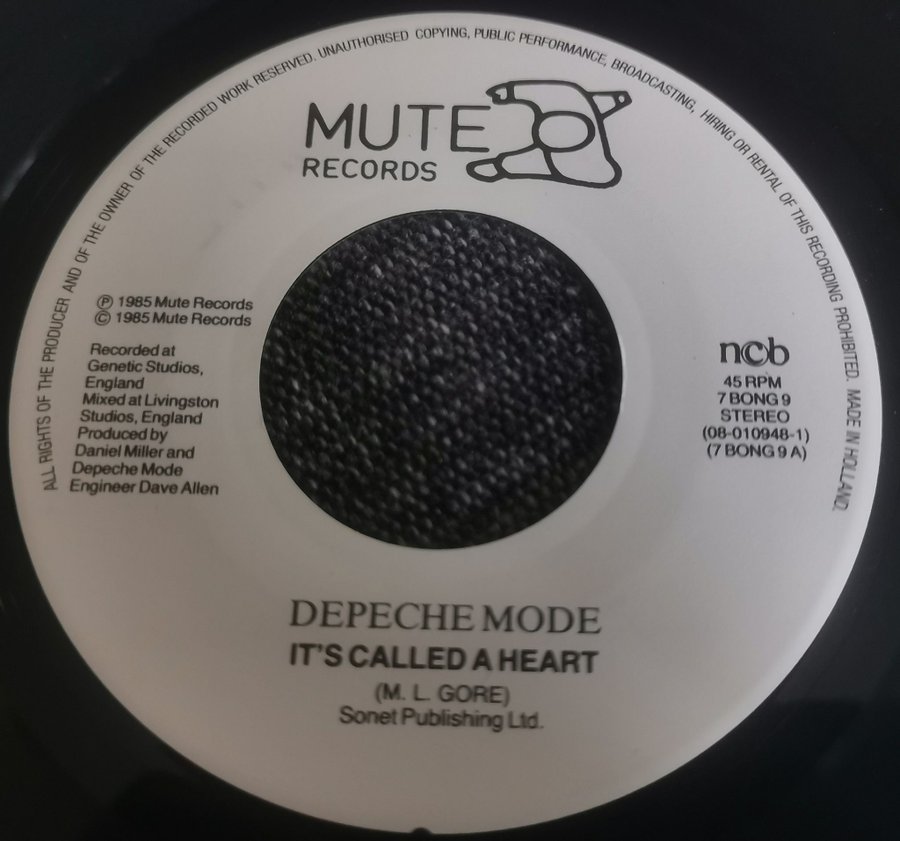 ALL RIGHTS OF THE PRODUCER AND OF THE OWNER OF THE RECORDED WORK RESERVED. UNAUTHORISED COPYING, PUBLIC PERFORMANCE, BROADCASTING, HIRING OR RENTAL OF THIS RECORDING PROHIBITED. MADE IN HOLLAND.
MUTE
RECORDS
℗ 1985 Mute Records
© 1985 Mute Records
Recorded at
Genetic Studios,
England
Mixed at Livingston
Studios, England
Produced by
Daniel Miller and
Depeche Mode
Engineer Dave Allen
ncb
45 RPM
7 BONG 9
STEREO
(08-010948-1)
(7 BONG 9 A)
DEPECHE MODE
IT'S CALLED A HEART
(M. L. GORE)
Sonet Publishing Ltd.